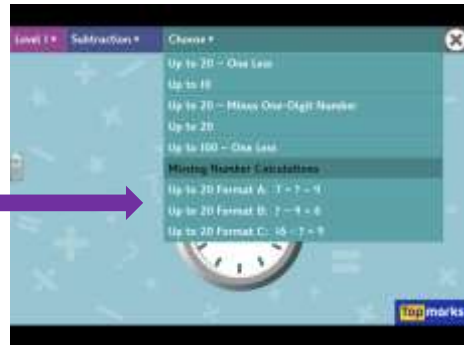 Level 1 Subtraction Choose
Up to 20 – One Less
Up to 10
Up to 20 – Minus One-Digit Number
Up to 20
Up to 100 – One Less
Missing Number Calculations
Up to 20 Format A: ? + ? = 9
Up to 20 Format B: ? – 9 = 6
Up to 20 Format C: 16 - ? = 9
Topmarks